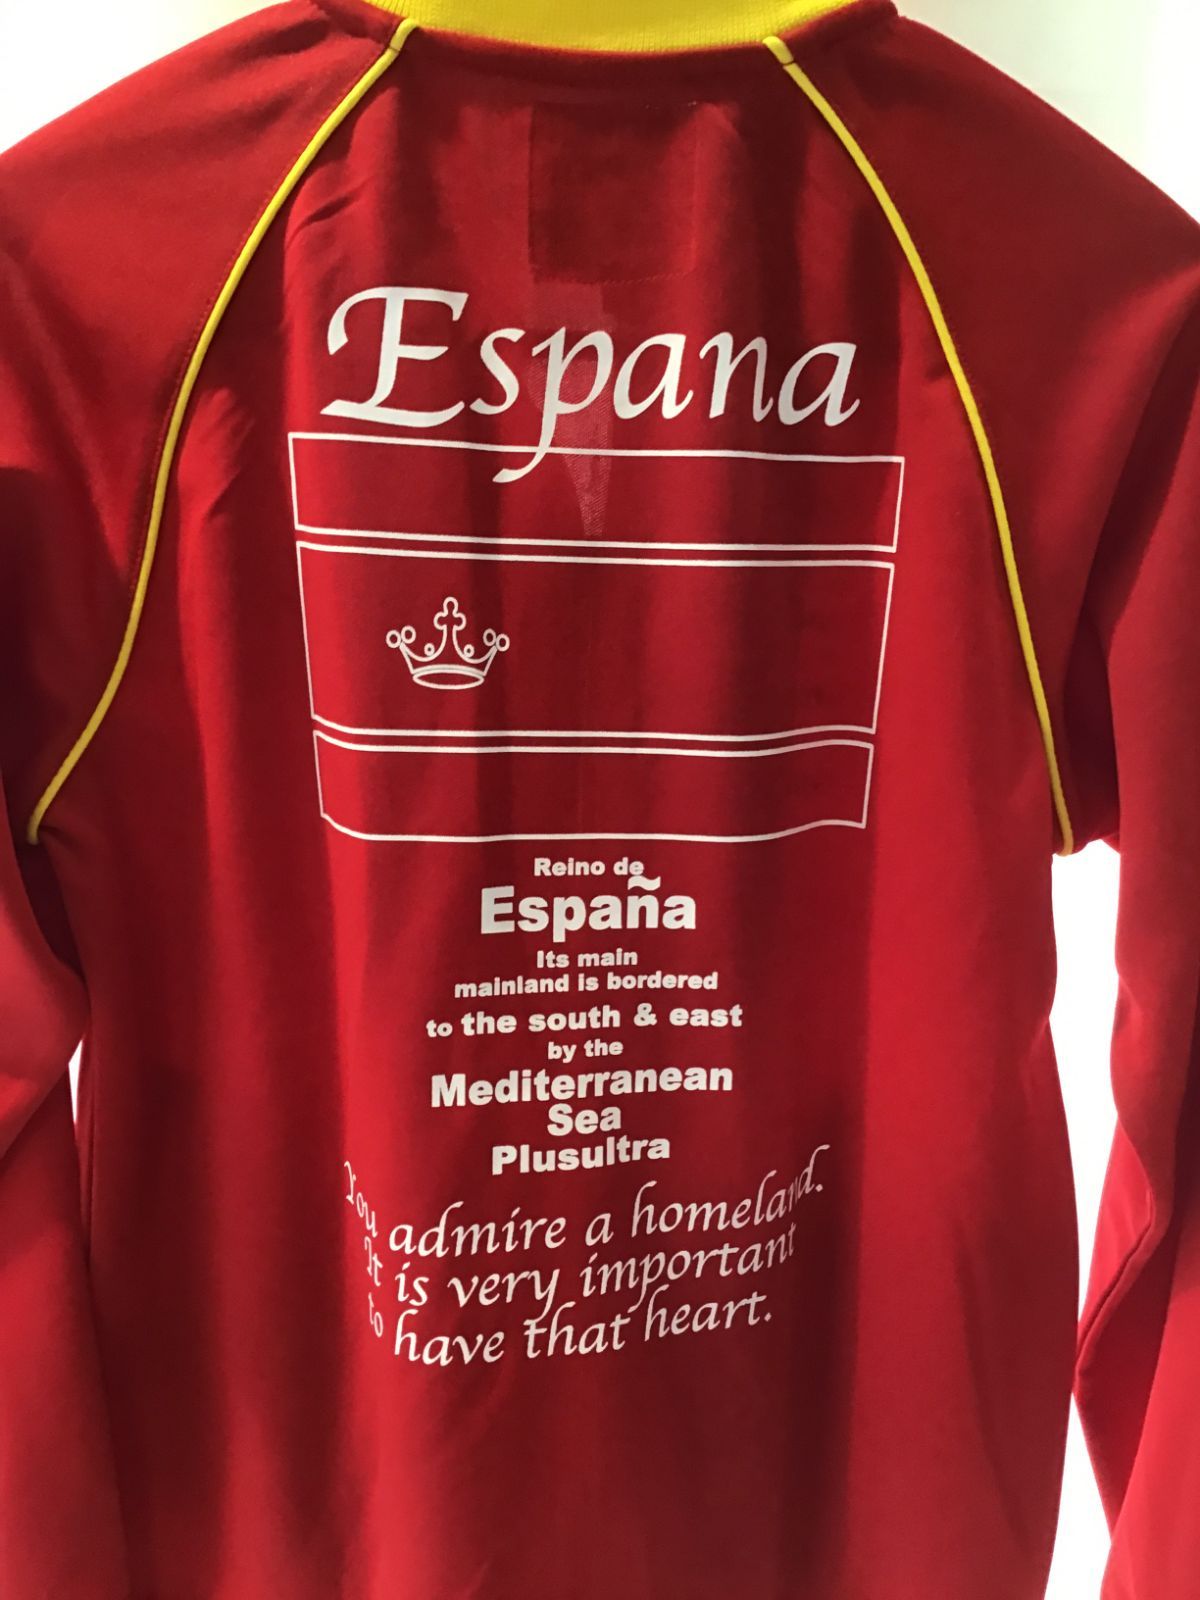 Espana
Reino de
España
Its main
mainland is bordered
to the south & east
by the
Mediterranean
Sea
Plusultra
You admire a homeland.
It is very important
to have that heart.